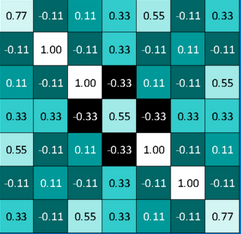 0.77 -0.11 0.11 0.33 0.55 -0.11 0.33
-0.11 1.00 -0.11 0.33 -0.11 0.11 -0.11
0.11 -0.11 1.00 -0.33 0.11 -0.11 0.55
0.33 0.33 -0.33 0.55 -0.33 0.33 0.33
0.55 -0.11 0.11 -0.33 1.00 -0.11 0.11
-0.11 0.11 -0.11 0.33 -0.11 1.00 -0.11
0.33 -0.11 0.55 0.33 0.11 -0.11 0.77